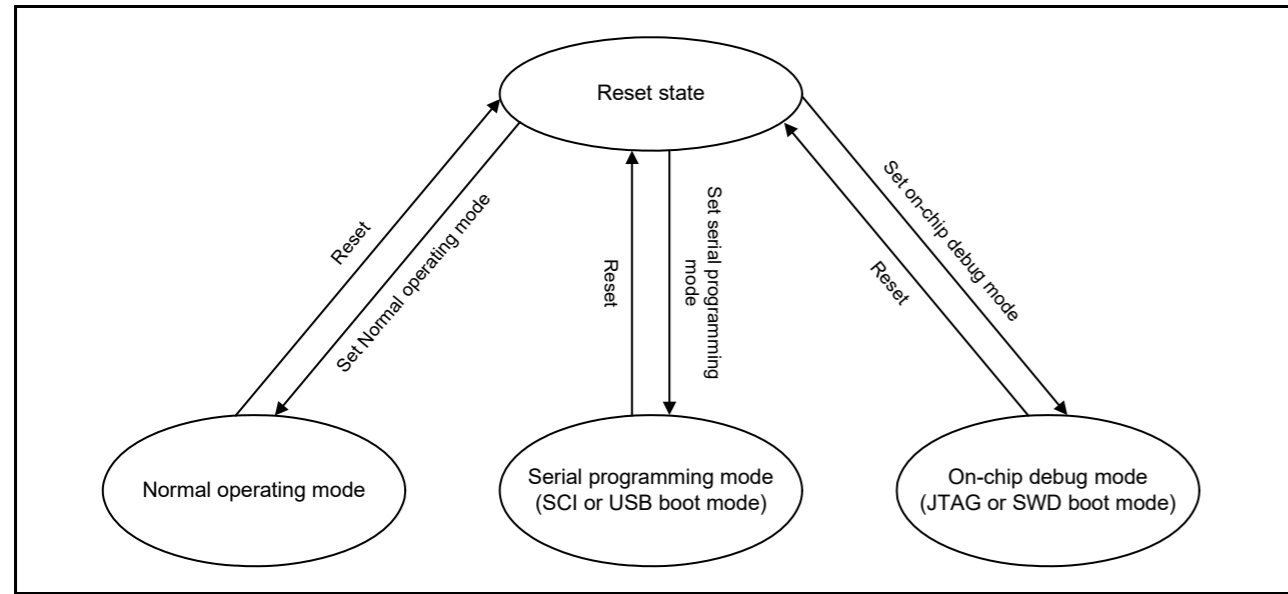 Reset state
Reset
Set Normal operating mode
Reset
Set serial programming
mode
Set on-chip debug mode
Reset
Normal operating mode
Serial programming mode
(SCI or USB boot mode)
On-chip debug mode
(JTAG or SWD boot mode)